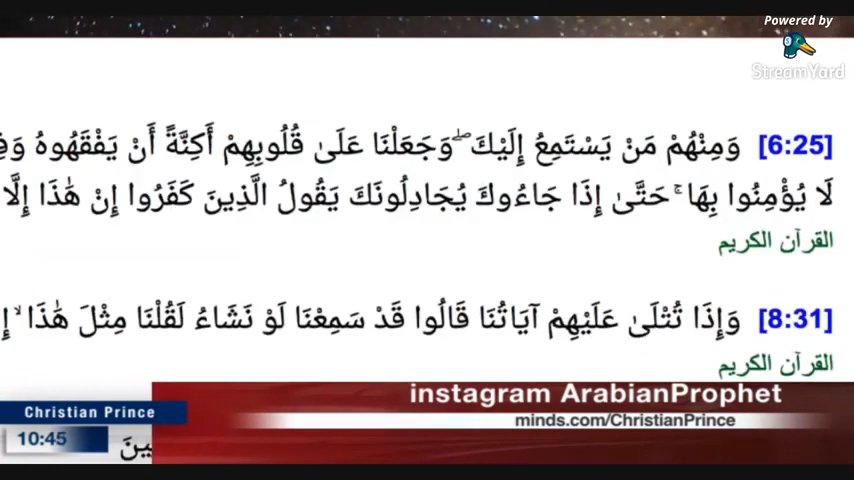 Powered by
StreamYard
[6:25] وَمِنْهُمْ مَنْ يَسْتَمِعُ إِلَيْكَ ۖ وَجَعَلْنَا عَلَىٰ قُلُوبِهِمْ أَكِنَّةً أَنْ يَفْقَهُوهُ
لَا يُؤْمِنُوا بِهَا ۚ حَتَّىٰ إِذَا جَاءُوكَ يُجَادِلُونَكَ يَقُولُ الَّذِينَ كَفَرُوا إِنْ هَٰذَا إِلَّا
القرآن الكريم
[8:31] وَإِذَا تُتْلَىٰ عَلَيْهِمْ آيَاتُنَا قَالُوا قَدْ سَمِعْنَا لَوْ نَشَاءُ لَقُلْنَا مِثْلَ هَٰذَا ۙ
القرآن الكريم
instagram ArabianProphet
minds.com/ChristianPrince
Christian Prince
10:45